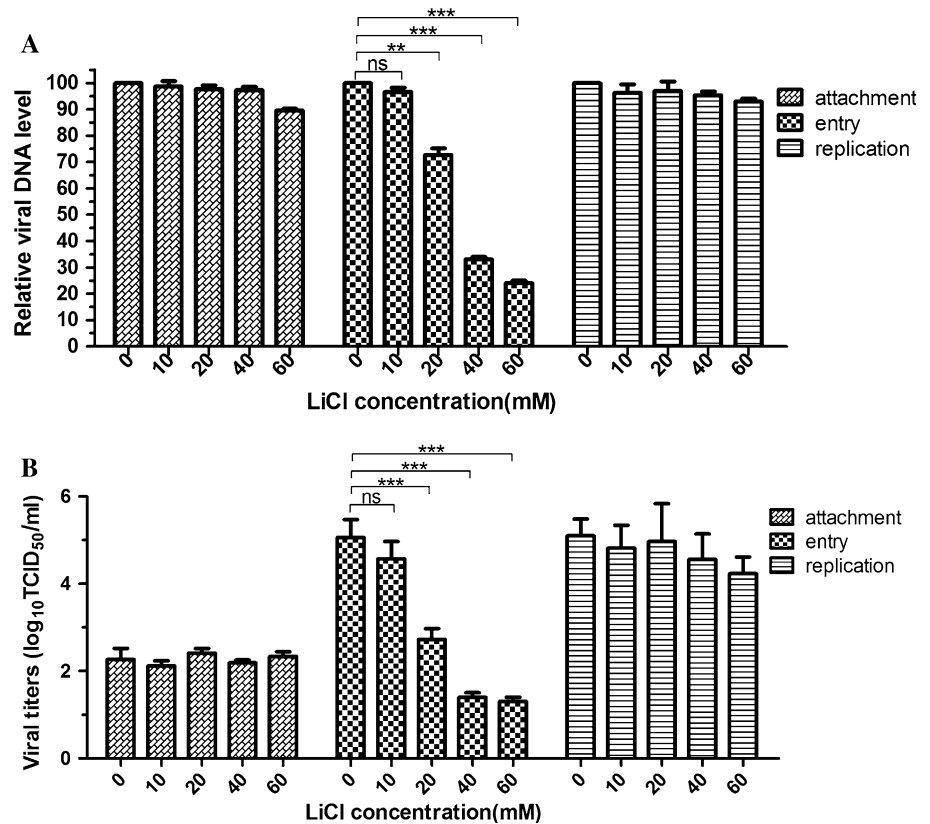 A
***
***
**
ns
Relative viral DNA level
100
90
80
70
60
50
40
30
20
10
0
attachment
entry
replication
0 10 20 40 60 0 10 20 40 60 0 10 20 40 60
LiCl concentration(mM)
B
***
***
***
ns
Viral titers (log10TCID50/ml)
6
4
2
0
attachment
entry
replication
0 10 20 40 60 0 10 20 40 60 0 10 20 40 60
LiCl concentration(mM)